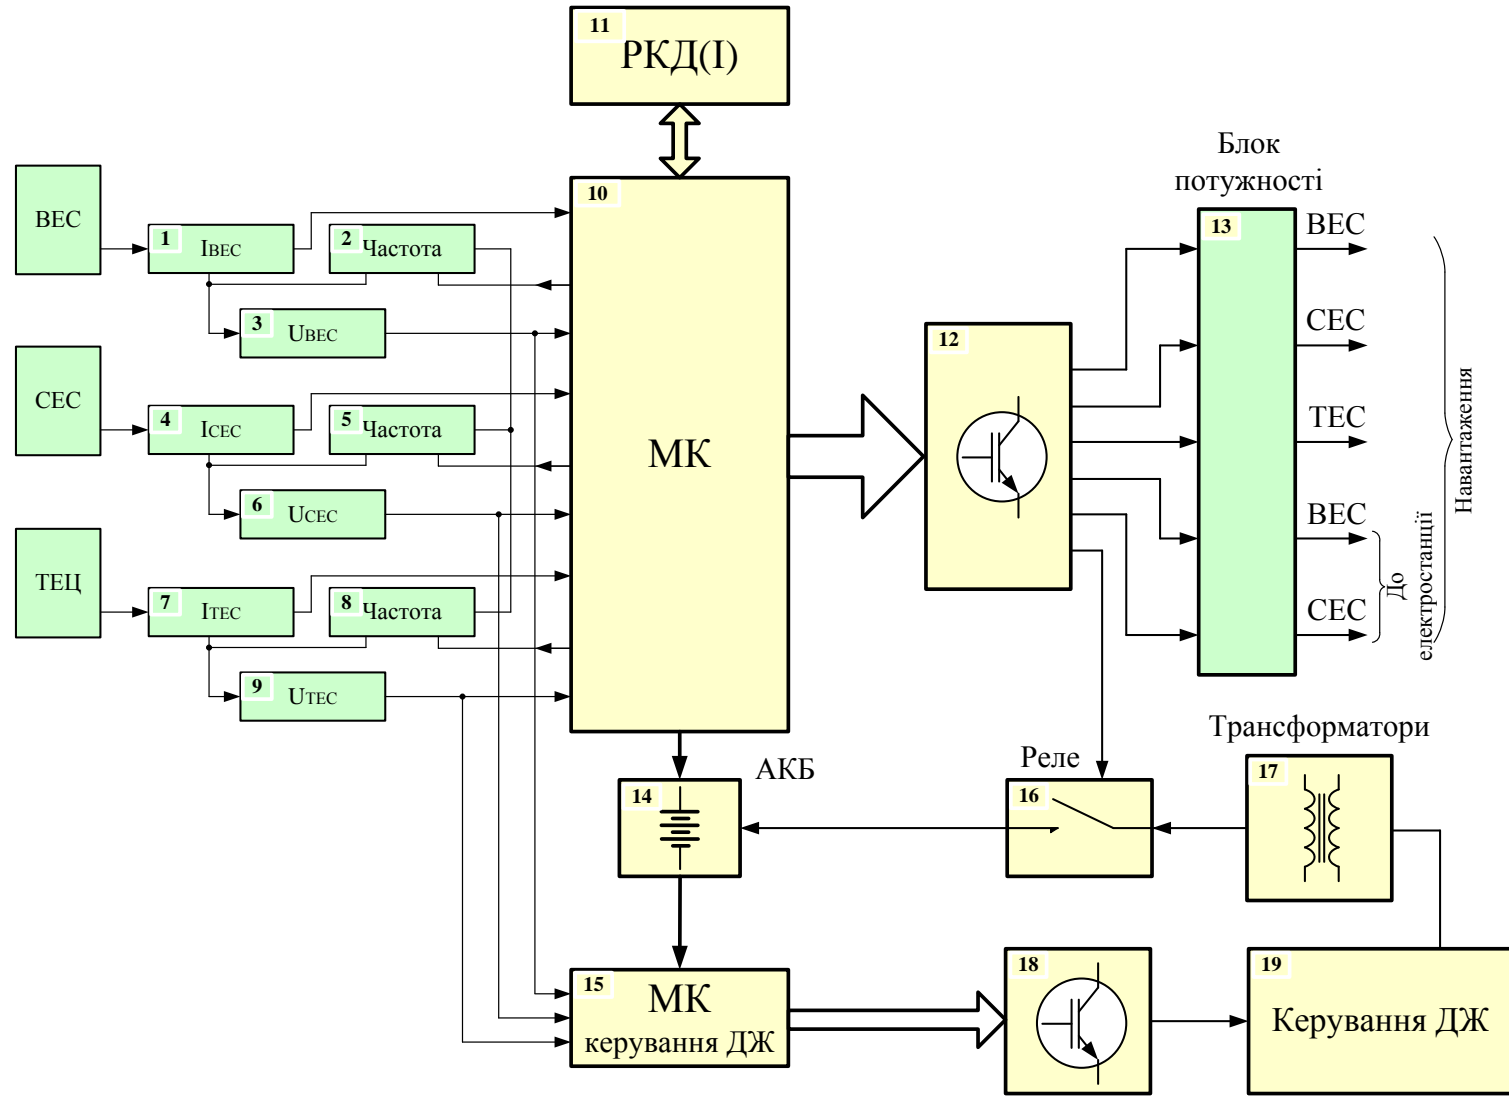 11
РКД(I)
Блок
потужності
ВЕС
10
13
ВЕС
1
IВЕС
2
Частота
3
UВЕС
12
СЕС
СЕС
4
IСЕС
5
Частота
МК
ТЕС
6
UСЕС
Навантаження
ТЕЦ
ВЕС
7
IТЕС
8
Частота
До
електростанції
СЕС
9
UТЕС
Трансформатори
АКБ
Реле
14
16
17
15
МК
керування ДЖ
18
19
Керування ДЖ